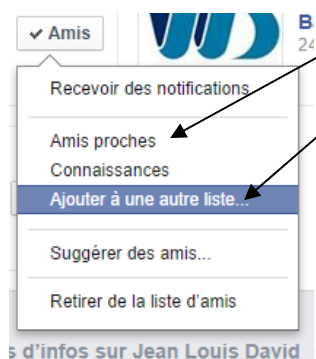 Amis
B
24
Recevoir des notifications
Amis proches
Connaissances
Ajouter à une autre liste...
Suggérer des amis...
Retirer de la liste d'amis
s d'infos sur Jean Louis David